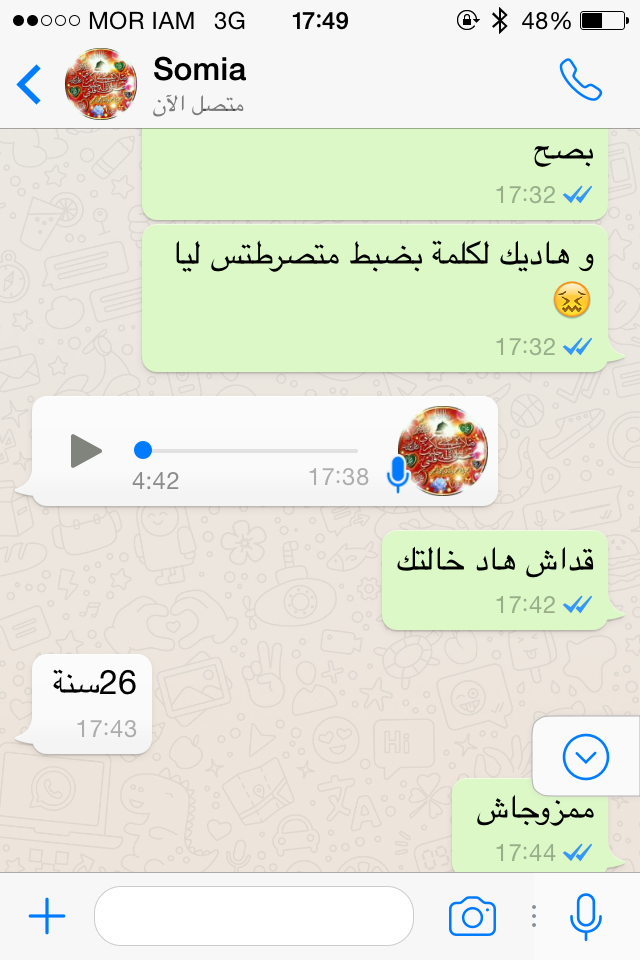 MOR IAM 3G 17:49 48%
Somia
متصل الآن
بصح
17:32
و هاديك لكلمة بضبط متصرطتس ليا
😖
17:32
4:42 17:38
قداش هاد خالتك
17:42
26سنة
17:43
ممزوجاش
17:44